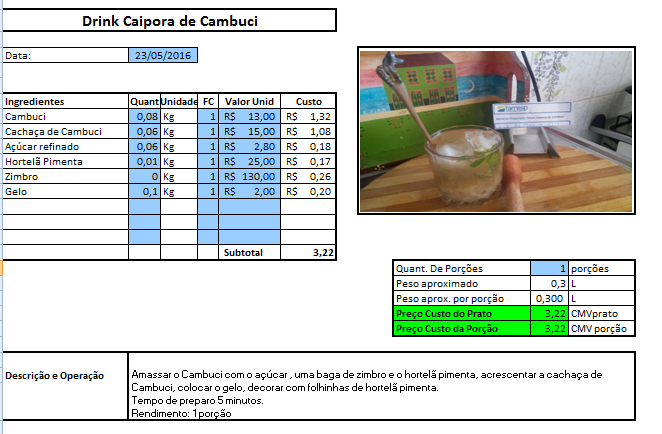 Drink Caipora de Cambuci
Data: 23/05/2016
Ingredientes Quant Unidade FC Valor Unid Custo
Cambuci 0,08 Kg 1 R$ 13,00 R$ 1,32
Cachaça de Cambuci 0,06 Kg 1 R$ 15,00 R$ 1,08
Açúcar refinado 0,06 Kg 1 R$ 2,80 R$ 0,18
Hortelã Pimenta 0,01 Kg 1 R$ 25,00 R$ 0,17
Zimbro 0 Kg 1 R$ 130,00 R$ 0,26
Gelo 0,1 Kg 1 R$ 2,00 R$ 0,20
Subtotal 3,22
Quant. De Porções 1 porções
Peso aproximado 0,3 L
Peso aprox. por porção 0,300 L
Preço Custo do Prato 3,22 CMVprato
Preço Custo da Porção 3,22 CMV porção
Descrição e Operação
Amassar o Cambuci com o açúcar , uma baga de zimbro e o hortelã pimenta, acrescentar a cachaça de
Cambuci, colocar o gelo, decorar com folhinhas de hortelã pimenta.
Tempo de preparo 5 minutos.
Rendimento: 1 porção